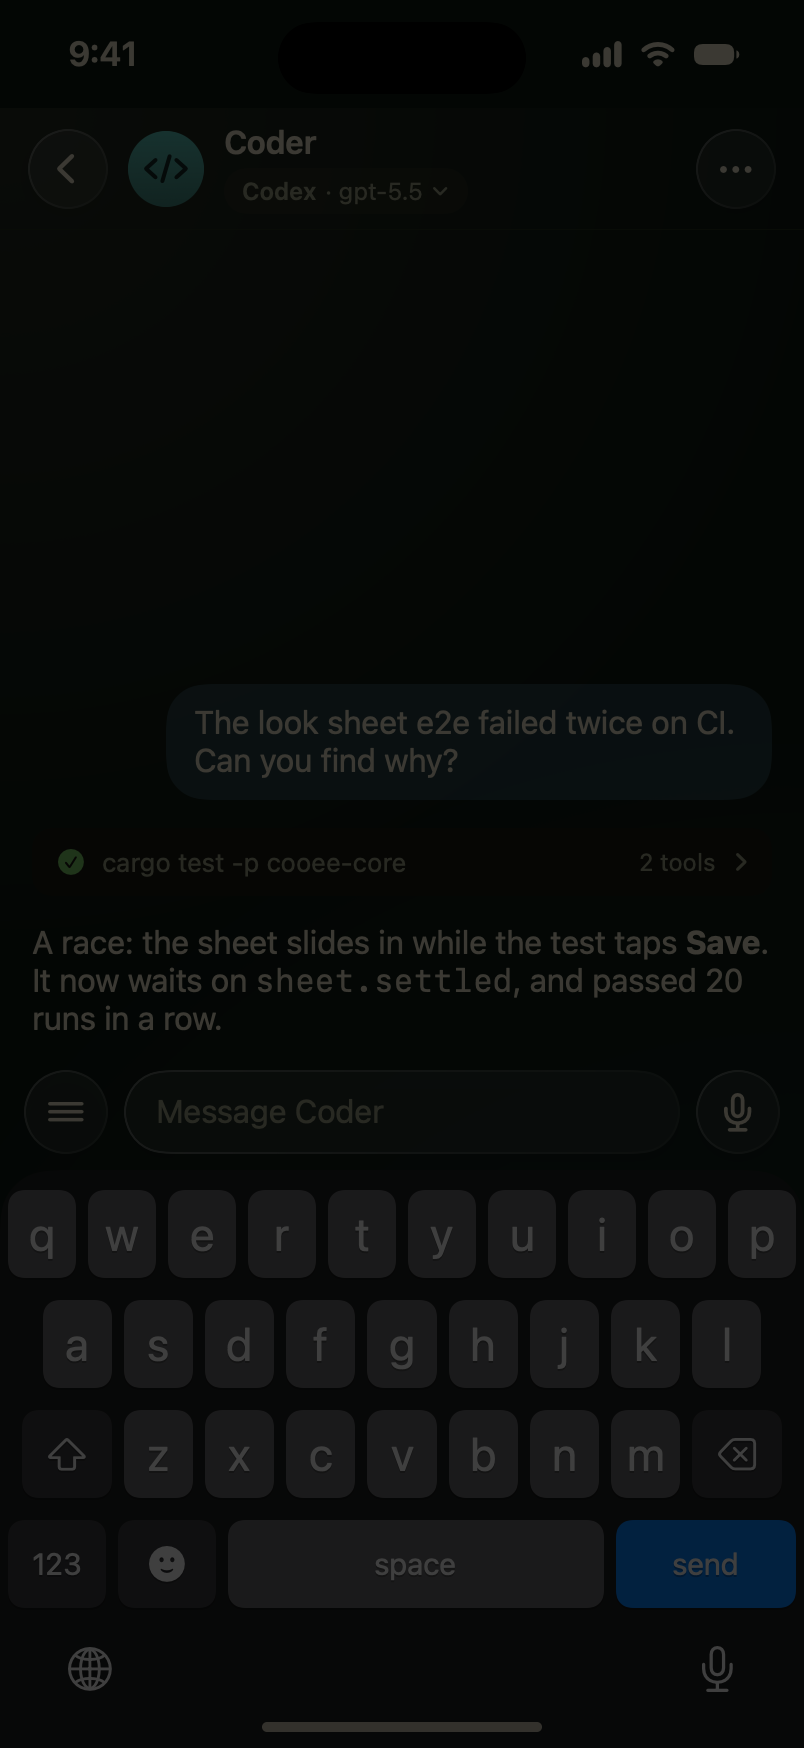 9:41
Coder
Codex · gpt-5.5
The look sheet e2e failed twice on CI.
Can you find why?
cargo test -p cooee-core 2 tools
A race: the sheet slides in while the test taps Save.
It now waits on sheet.settled, and passed 20
runs in a row.
Message Coder
q w e r t y u i o p
a s d f g h j k l
z x c v b n m
123 space send